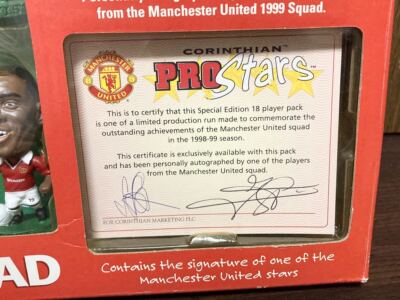 from the Manchester United 1999 Squad.
CORINTHIAN™
PROStars™
MANCHESTER
UNITED
This is to certify that this Special Edition 18 player pack
is one of a limited production run made to commemorate the
outstanding achievements of the Manchester United squad
in the 1998-99 season.
This certificate is exclusively available with this pack
and has been personally autographed by one of the players
from the Manchester United squad.
FOR CORINTHIAN MARKETING PLC
AD
Contains the signature of one of the
Manchester United stars